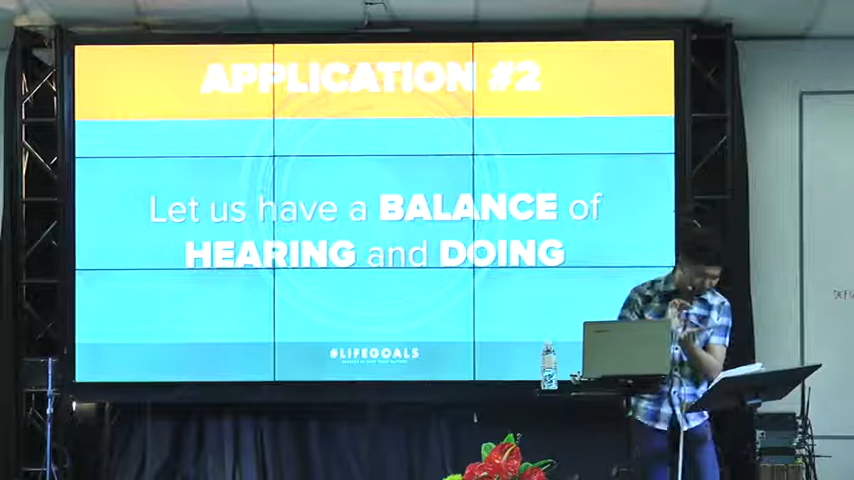 APPLICATION #2
Let us have a BALANCE of
HEARING and DOING
#LIFEGOALS